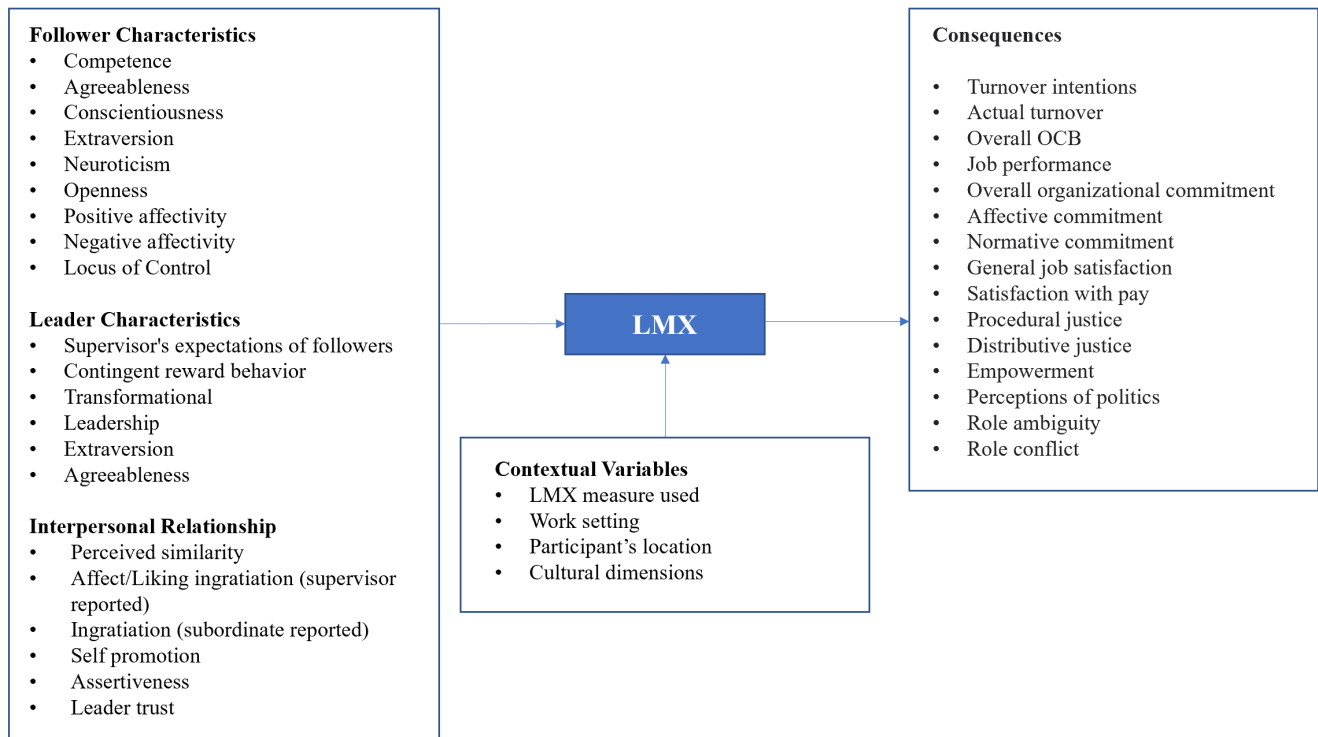 Follower Characteristics
• Competence
• Agreeableness
• Conscientiousness
• Extraversion
• Neuroticism
• Openness
• Positive affectivity
• Negative affectivity
• Locus of Control
Leader Characteristics
• Supervisor's expectations of followers
• Contingent reward behavior
• Transformational
• Leadership
• Extraversion
• Agreeableness
Interpersonal Relationship
• Perceived similarity
• Affect/Liking ingratiation (supervisor
reported)
• Ingratiation (subordinate reported)
• Self promotion
• Assertiveness
• Leader trust
LMX
Contextual Variables
• LMX measure used
• Work setting
• Participant’s location
• Cultural dimensions
Consequences
• Turnover intentions
• Actual turnover
• Overall OCB
• Job performance
• Overall organizational commitment
• Affective commitment
• Normative commitment
• General job satisfaction
• Satisfaction with pay
• Procedural justice
• Distributive justice
• Empowerment
• Perceptions of politics
• Role ambiguity
• Role conflict